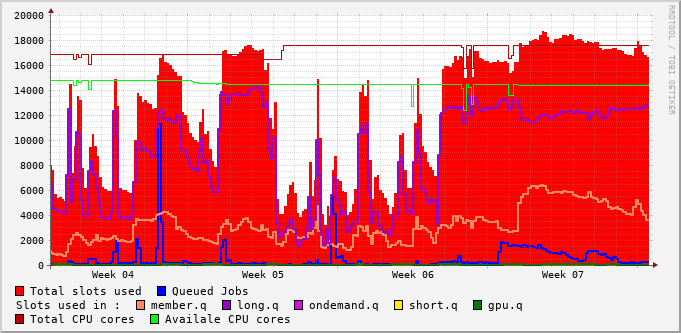 20000
18000
16000
14000
12000
10000
8000
6000
4000
2000
0
Week 04 Week 05 Week 06 Week 07
Total slots used Queued Jobs
Slots used in : member.q long.q ondemand.q short.q gpu.q
Total CPU cores Availale CPU cores
RRDTOOL / TOBI OETIKER